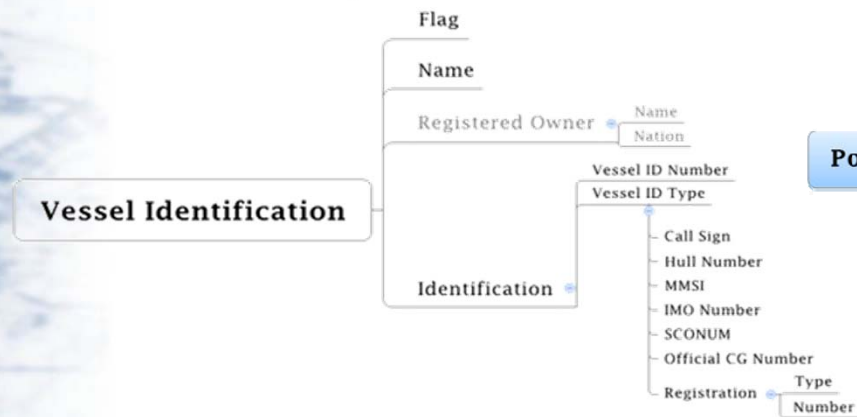 Flag
Name
Registered Owner
Name
Nation
Vessel Identification
Identification
Vessel ID Number
Vessel ID Type
Call Sign
Hull Number
MMSI
IMO Number
SCONUM
Official CG Number
Registration
Type
Number